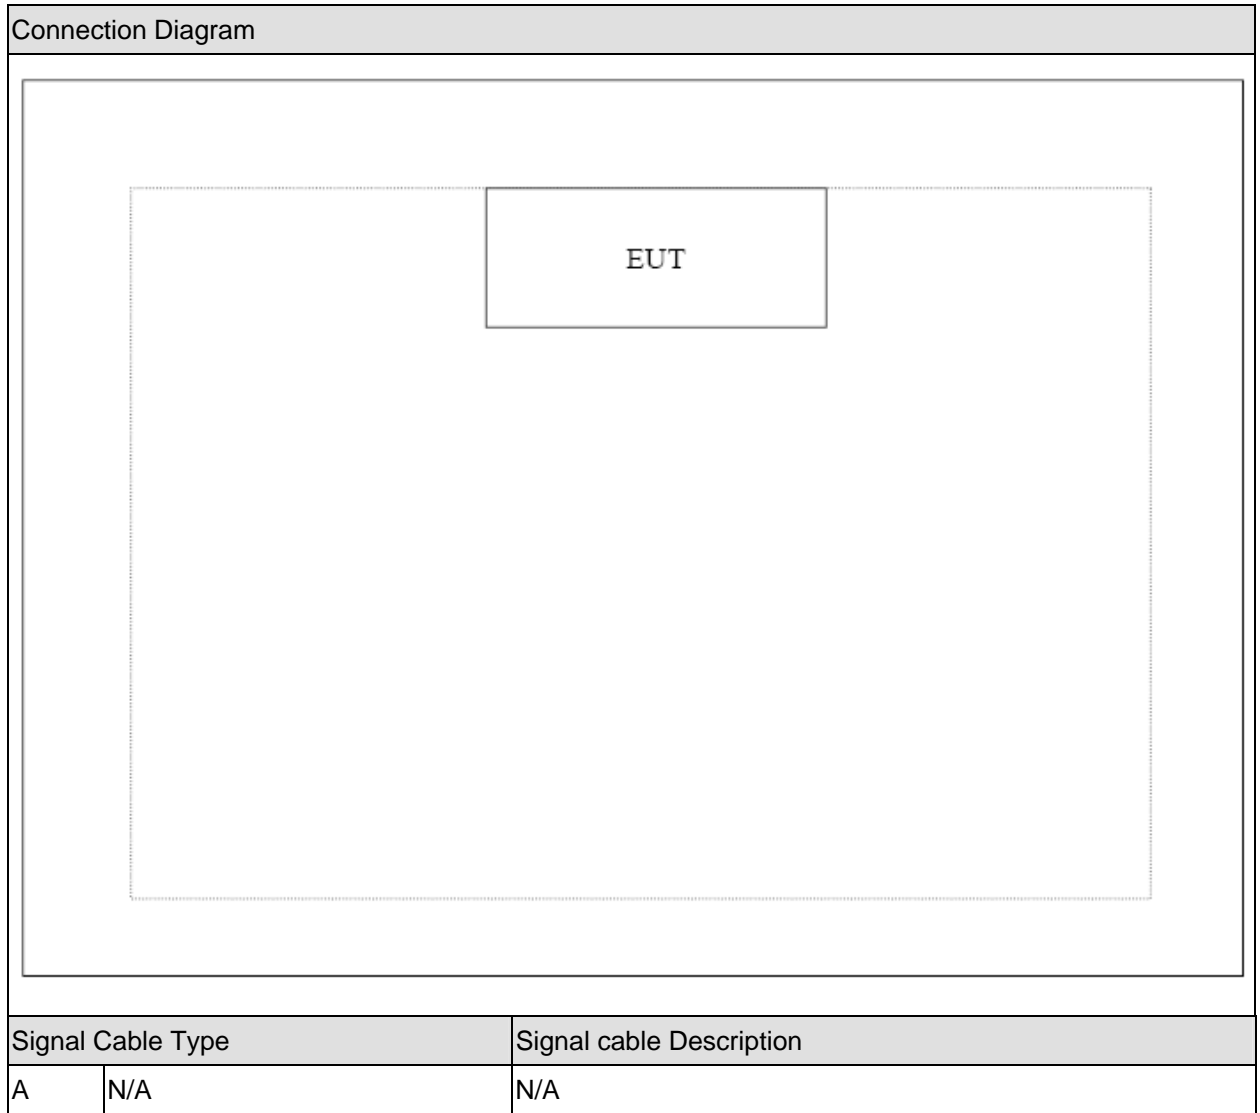 Connection Diagram
EUT
Signal Cable Type Signal cable Description
A N/A N/A